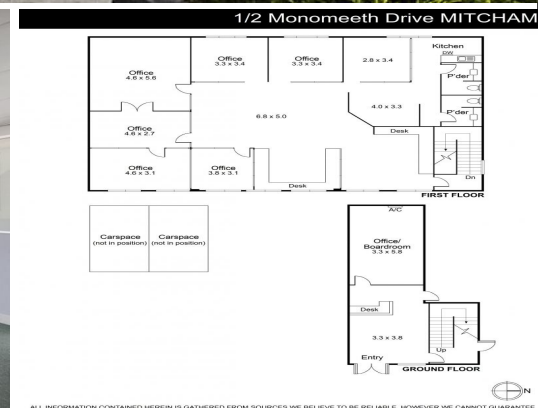 1/2 Monomeeth Drive MITCHAM
Kitchen
DW
Office
4.6 x 5.6
Office
3.3 x 3.4
Office
3.3 x 3.4
2.8 x 3.4
P'der
P'der
4.0 x 3.3
6.8 x 5.0
Office
4.6 x 2.7
Desk
Office
4.6 x 3.1
Office
3.8 x 3.1
Desk
Dn
FIRST FLOOR
Carspace
(not in position)
Carspace
(not in position)
A/C
Office/
Boardroom
3.3 x 5.8
Desk
3.3 x 3.8
Up
Entry
GROUND FLOOR
N
ALL INFORMATION CONTAINED HEREIN IS GATHERED FROM SOURCES WE BELIEVE TO BE RELIABLE. HOWEVER WE CANNOT GUARANTEE